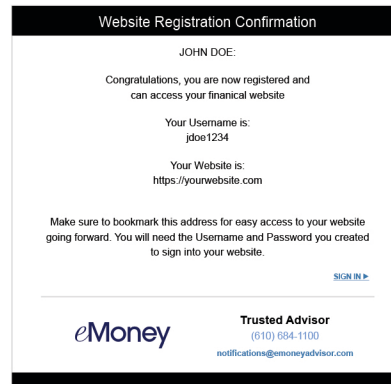 Website Registration Confirmation
JOHN DOE:
Congratulations, you are now registered and
can access your finanical website
Your Username is:
jdoe1234
Your Website is:
https://yourwebsite.com
Make sure to bookmark this address for easy access to your website
going forward. You will need the Username and Password you created
to sign into your website.
SIGN IN ►
eMoney
Trusted Advisor
(610) 684-1100
notifications@emoneyadvisor.com